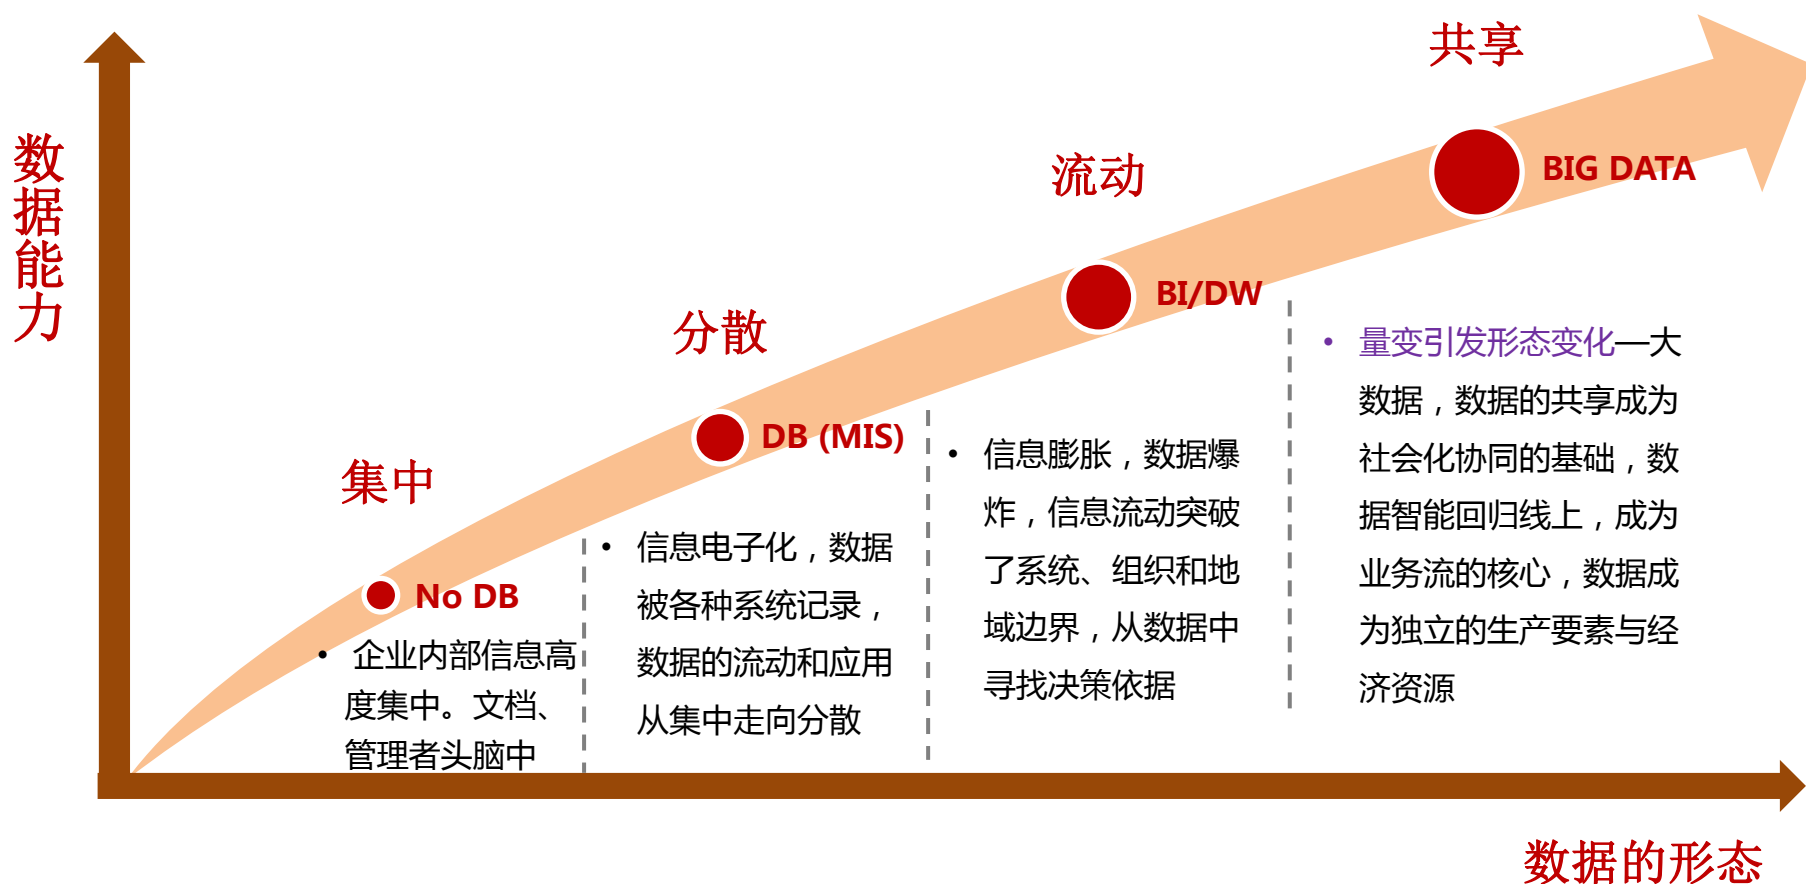 共享
数据能力
BIG DATA
流动
BI/DW
分散
DB (MIS)
集中
No DB
• 企业内部信息高
度集中。文档、
管理者头脑中
• 信息电子化，数据
被各种系统记录，
数据的流动和应用
从集中走向分散
• 信息膨胀，数据爆
炸，信息流动突破
了系统、组织和地
域边界，从数据中
寻找决策依据
• 量变引发形态变化—大
数据，数据的共享成为
社会化协同的基础，数
据智能回归线上，成为
业务流的核心，数据成
为独立的生产要素与经
济资源
数据的形态